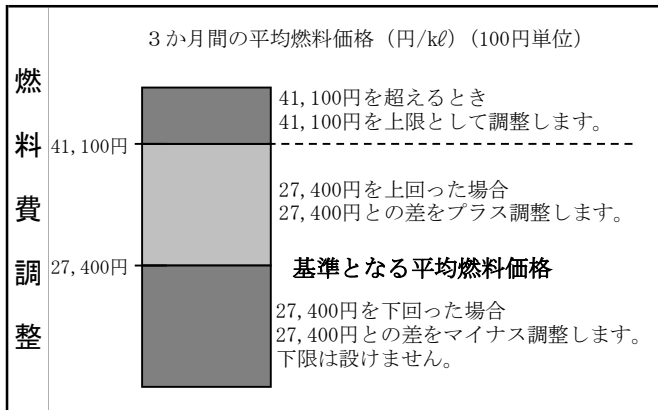 燃料費調整
3か月間の平均燃料価格（円/kℓ）（100円単位）
41,100円を超えるとき
41,100円を上限として調整します。
41,100円
27,400円を上回った場合
27,400円との差をプラス調整します。
27,400円
基準となる平均燃料価格
27,400円を下回った場合
27,400円との差をマイナス調整します。
下限は設けません。